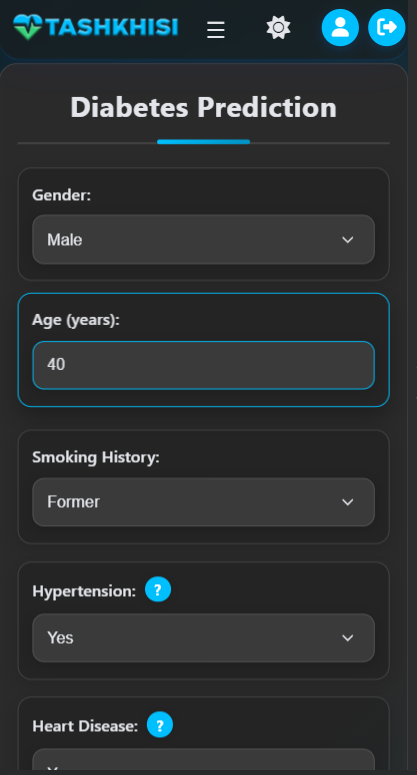 TASHKHISI
Diabetes Prediction
Gender:
Male
Age (years):
40
Smoking History:
Former
Hypertension: ?
Yes
Heart Disease: ?